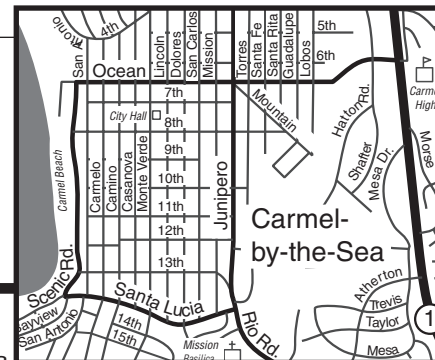 4th
San Antonio
Lincoln
Dolores
San Carlos
Mission
Torres
Santa Fe
Santa Rita
Guadalupe
Lobos
5th
6th
Ocean
7th
City Hall
8th
Mountain
Hatton Rd.
Carm
High
Shafter
Mesa Dr.
Morse
Carmel Beach
Carmelo
Camino
Casanova
Monte Verde
9th
10th
11th
12th
13th
Junipero
Carmel-
by-the-Sea
Scenic Rd.
Santa Lucia
Bayview
San Antonio
14th
15th
Mission
Basilica
Rio Rd.
Atherton
Trevis
Taylor
Mesa
1